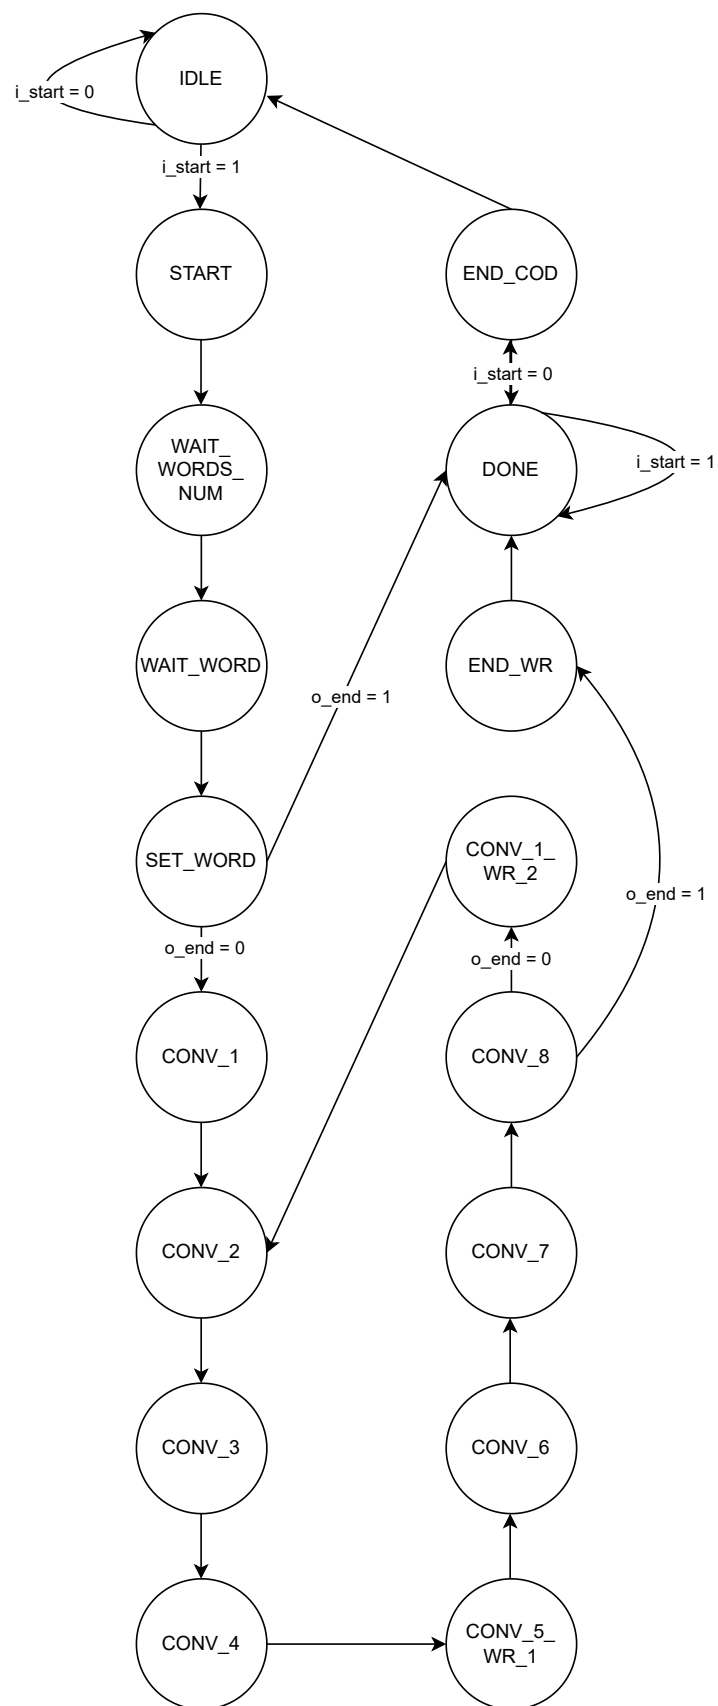 IDLE
i_start = 0
i_start = 1
START
END_COD
i_start = 0
WAIT_
WORDS_
NUM
DONE
i_start = 1
WAIT_WORD
END_WR
o_end = 1
SET_WORD
CONV_1_
WR_2
o_end = 1
o_end = 0
o_end = 0
CONV_1
CONV_8
CONV_2
CONV_7
CONV_3
CONV_6
CONV_4
CONV_5_
WR_1